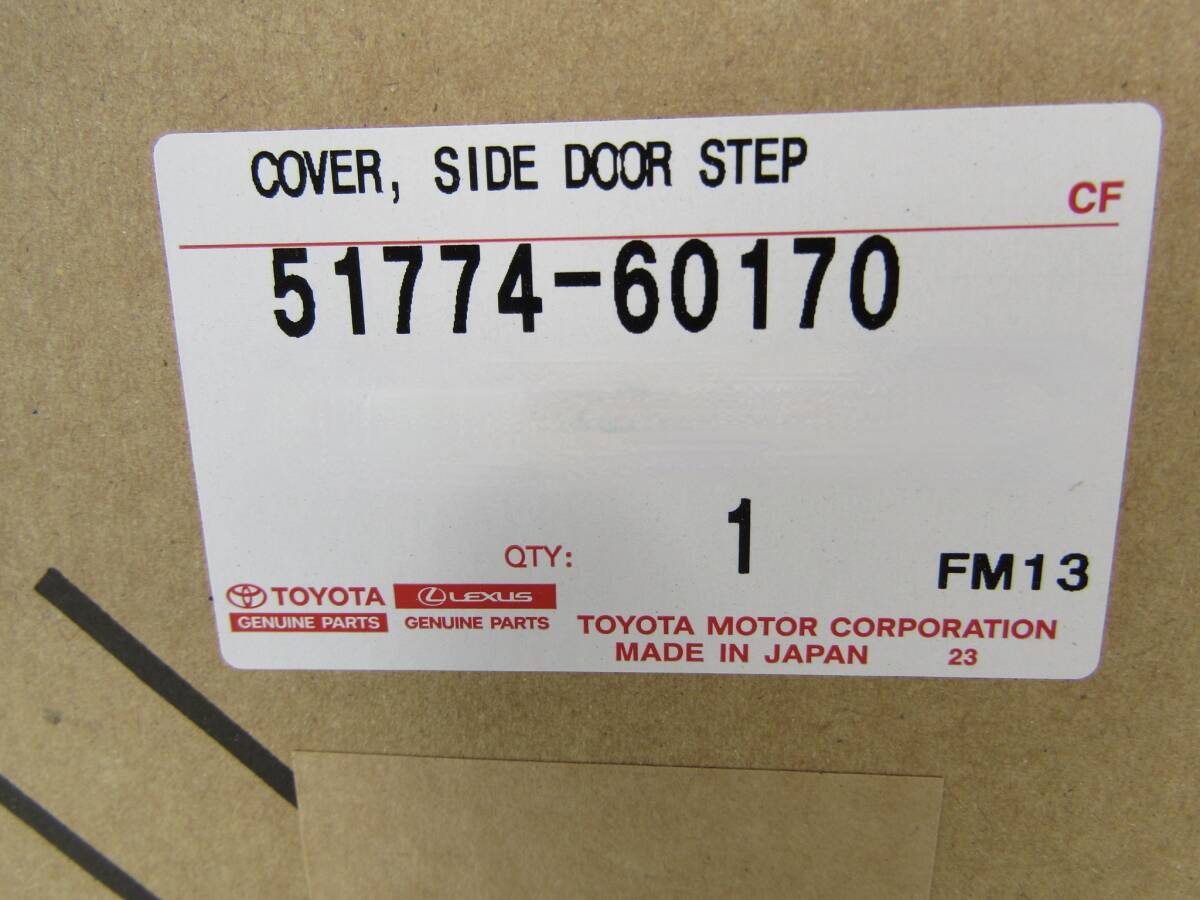 COVER, SIDE DOOR STEP
CF
51774-60170
QTY: 1
FM13
TOYOTA LEXUS
GENUINE PARTS GENUINE PARTS
TOYOTA MOTOR CORPORATION
MADE IN JAPAN 23